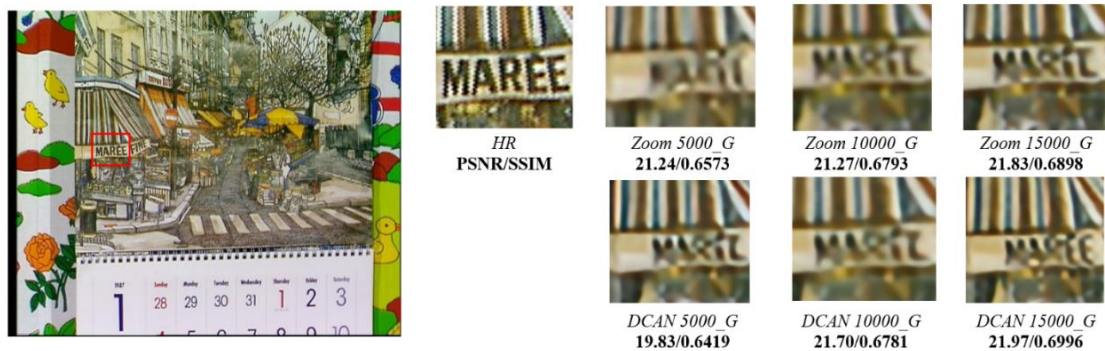 MAREE
1987
1
Sunday Monday Tuesday Wednesday Thursday Friday Saturday
28 29 30 31 1 2 3
MARÉE
HR
PSNR/SSIM
Zoom 5000_G
21.24/0.6573
Zoom 10000_G
21.27/0.6793
Zoom 15000_G
21.83/0.6898
DCAN 5000_G
19.83/0.6419
DCAN 10000_G
21.70/0.6781
DCAN 15000_G
21.97/0.6996